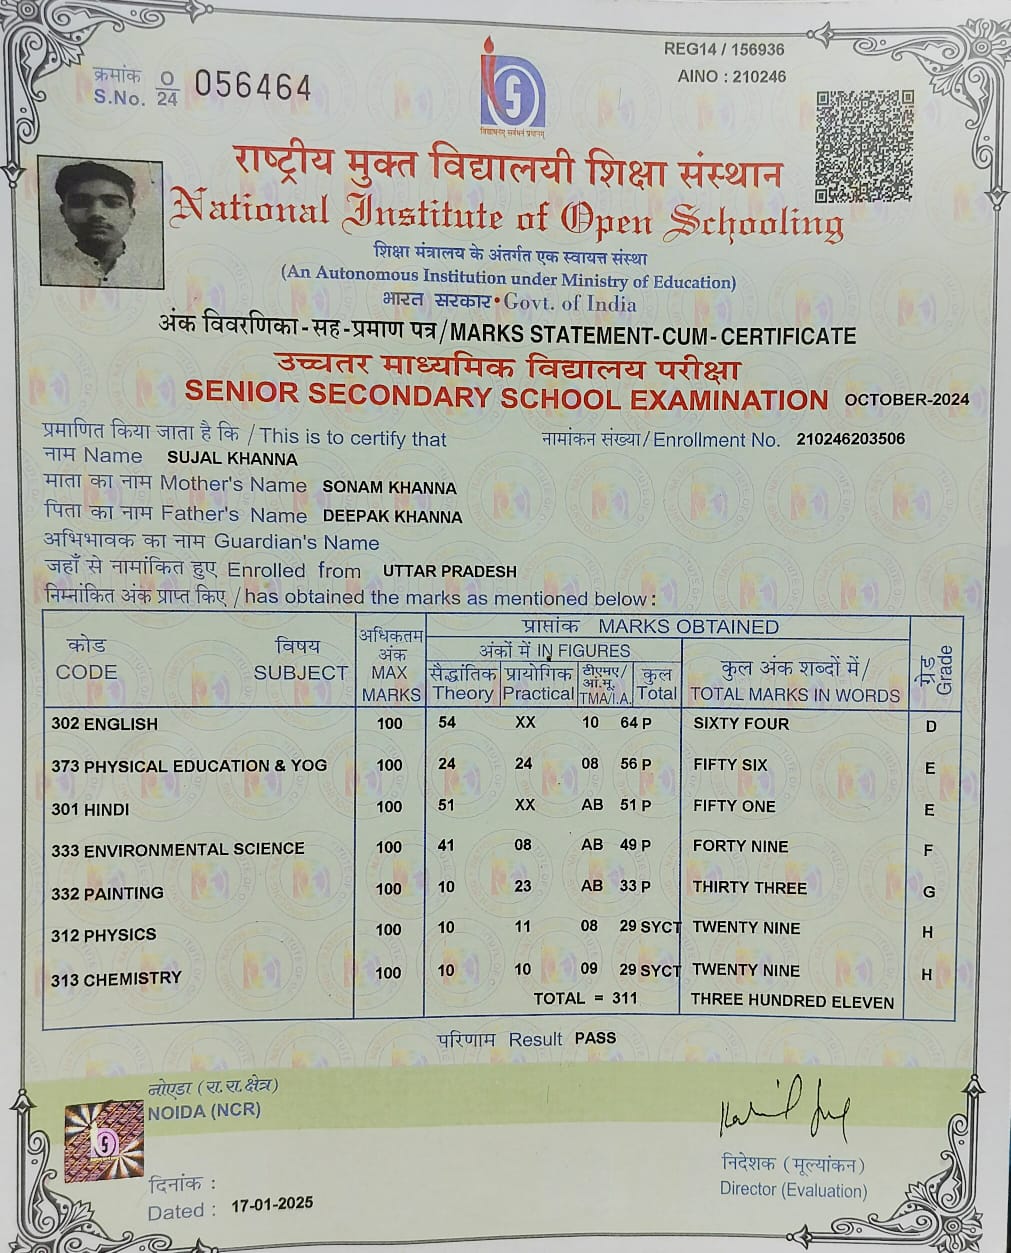 क्रमांक O/24 056464
S.No.
REG14 / 156936
AINO : 210246
विद्याधनम् सर्वधनं प्रधानम्
राष्ट्रीय मुक्त विद्यालयी शिक्षा संस्थान
National Institute of Open Schooling
शिक्षा मंत्रालय के अंतर्गत एक स्वायत्त संस्था
(An Autonomous Institution under Ministry of Education)
भारत सरकार•Govt. of India
अंक विवरणिका-सह-प्रमाण पत्र/MARKS STATEMENT-CUM-CERTIFICATE
उच्चतर माध्यमिक विद्यालय परीक्षा
SENIOR SECONDARY SCHOOL EXAMINATION OCTOBER-2024
प्रमाणित किया जाता है कि / This is to certify that नामांकन संख्या/Enrollment No. 210246203506
नाम Name SUJAL KHANNA
माता का नाम Mother's Name SONAM KHANNA
पिता का नाम Father's Name DEEPAK KHANNA
अभिभावक का नाम Guardian's Name
जहाँ से नामांकित हुए Enrolled from UTTAR PRADESH
निम्नांकित अंक प्राप्त किए / has obtained the marks as mentioned below :
कोड CODE विषय SUBJECT अधिकतम अंक MAX MARKS प्राप्तांक MARKS OBTAINED ग्रेड Grade
अंकों में IN FIGURES कुल अंक शब्दों में/ TOTAL MARKS IN WORDS
सैद्धांतिक Theory प्रायोगिक Practical टीएमए/आ.मू. TMA/I.A. कुल Total
302 ENGLISH 100 54 XX 10 64 P SIXTY FOUR D
373 PHYSICAL EDUCATION & YOG 100 24 24 08 56 P FIFTY SIX E
301 HINDI 100 51 XX AB 51 P FIFTY ONE E
333 ENVIRONMENTAL SCIENCE 100 41 08 AB 49 P FORTY NINE F
332 PAINTING 100 10 23 AB 33 P THIRTY THREE G
312 PHYSICS 100 10 11 08 29 SYCT TWENTY NINE H
313 CHEMISTRY 100 10 10 09 29 SYCT TWENTY NINE H
TOTAL = 311 THREE HUNDRED ELEVEN
परिणाम Result PASS
नोएडा (रा.रा.क्षेत्र)
NOIDA (NCR)
निदेशक (मूल्यांकन)
Director (Evaluation)
दिनांक :
Dated : 17-01-2025